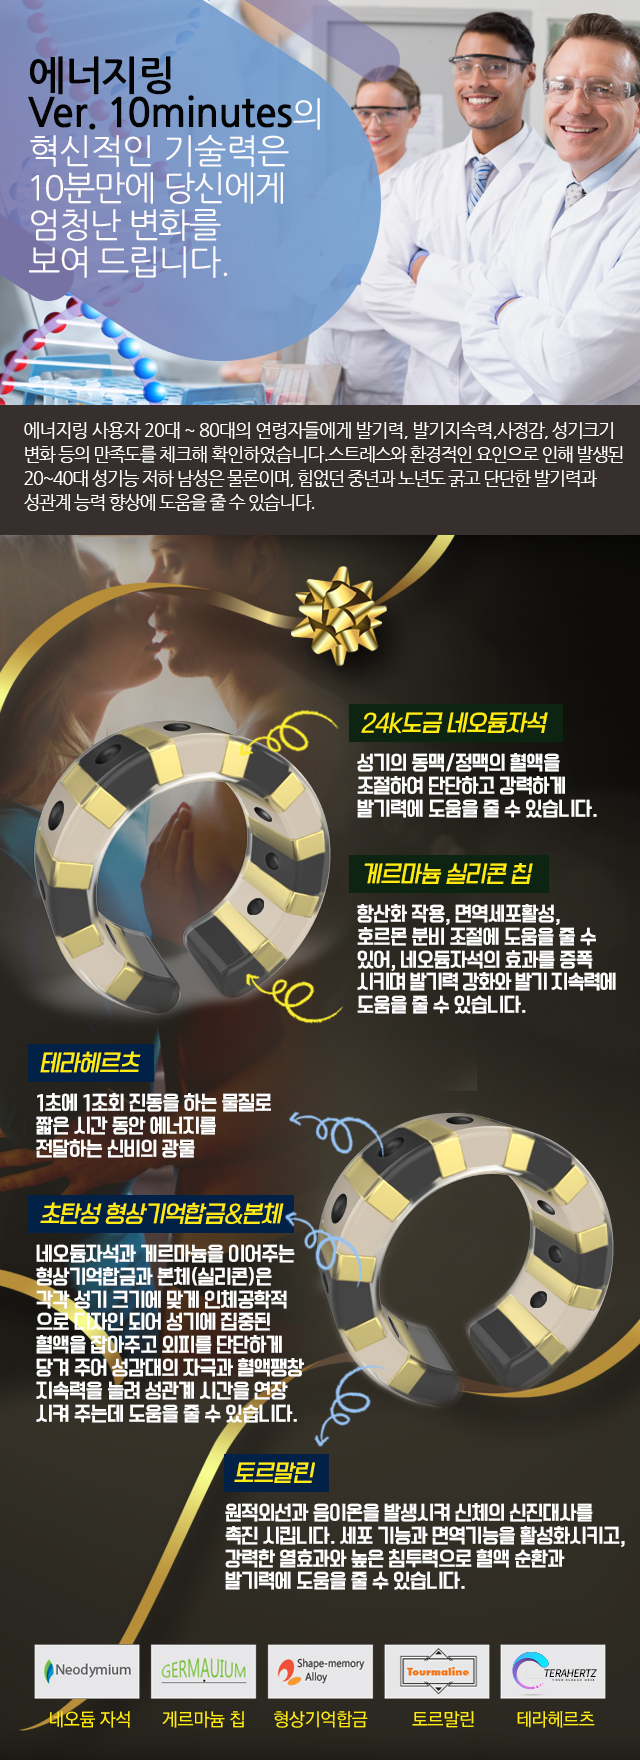 에너지링
Ver. 10minutes의
혁신적인 기술력은
10분만에 당신에게
엄청난 변화를
보여 드립니다.
에너지링 사용자 20대 ~ 80대의 연령자들에게 발기력, 발기지속력,사정감, 성기크기
변화 등의 만족도를 체크해 확인하였습니다.스트레스와 환경적인 요인으로 인해 발생된
20~40대 성기능 저하 남성은 물론이며, 힘없던 중년과 노년도 굵고 단단한 발기력과
성관계 능력 향상에 도움을 줄 수 있습니다.
24k도금 네오듐자석
성기의 동맥/정맥의 혈액을
조절하여 단단하고 강력하게
발기력에 도움을 줄 수 있습니다.
게르마늄 실리콘 칩
항산화 작용, 면역세포활성,
호르몬 분비 조절에 도움을 줄 수
있어, 네오듐자석의 효과를 증폭
시키며 발기력 강화와 발기 지속력에
도움을 줄 수 있습니다.
테라헤르츠
1초에 1조회 진동을 하는 물질로
짧은 시간 동안 에너지를
전달하는 신비의 광물
초탄성 형상기억합금&본체
네오듐자석과 게르마늄을 이어주는
형상기억합금과 본체(실리콘)은
각각 성기 크기에 맞게 인체공학적
으로 디자인 되어 성기에 집중된
혈액을 잡아주고 외피를 단단하게
당겨 주어 성감대의 자극과 혈액팽창
지속력을 늘려 성관계 시간을 연장
시켜 주는데 도움을 줄 수 있습니다.
토르말린
원적외선과 음이온을 발생시켜 신체의 신진대사를
촉진 시킵니다. 세포 기능과 면역기능을 활성화시키고,
강력한 열효과와 높은 침투력으로 혈액 순환과
발기력에 도움을 줄 수 있습니다.
Neodymium
GERMAUIUM
Shape-memory
Alloy
Tourmaline
TERAHERTZ
YOUR SLOGAN HERE
네오듐 자석
게르마늄 칩
형상기억합금
토르말린
테라헤르츠